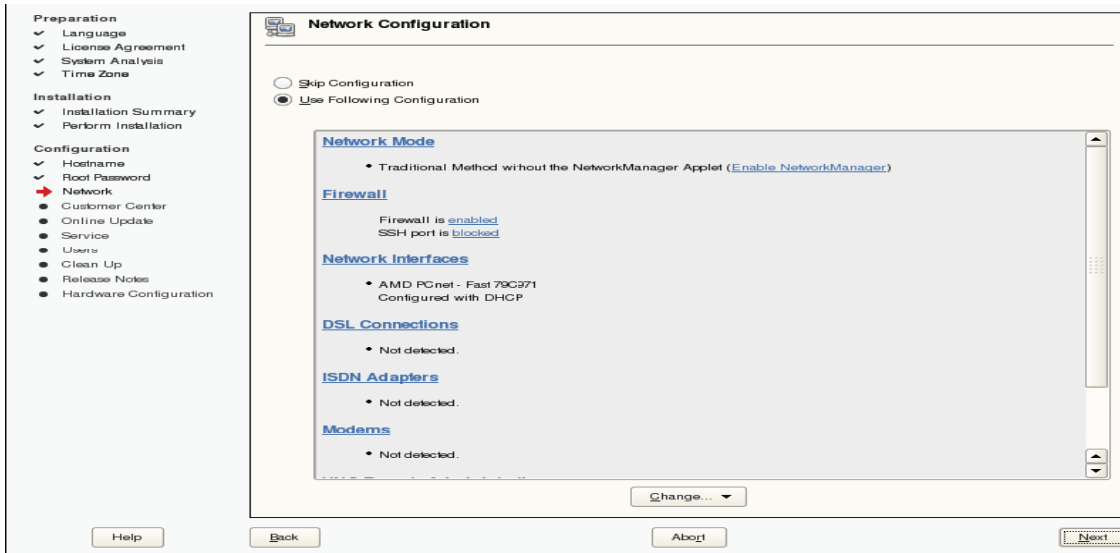 Preparation
Language
License Agreement
System Analysis
Time Zone
Installation
Installation Summary
Perform Installation
Configuration
Hostname
Root Password
Network
Customer Center
Online Update
Service
Users
Clean Up
Release Notes
Hardware Configuration
Network Configuration
Skip Configuration
Use Following Configuration
Network Mode
Traditional Method without the NetworkManager Applet (Enable NetworkManager)
Firewall
Firewall is enabled
SSH port is blocked
Network Interfaces
AMD PCnet - Fast 79C971
Configured with DHCP
DSL Connections
Not detected.
ISDN Adapters
Not detected.
Modems
Not detected.
Change...
Help
Back
Abort
Next